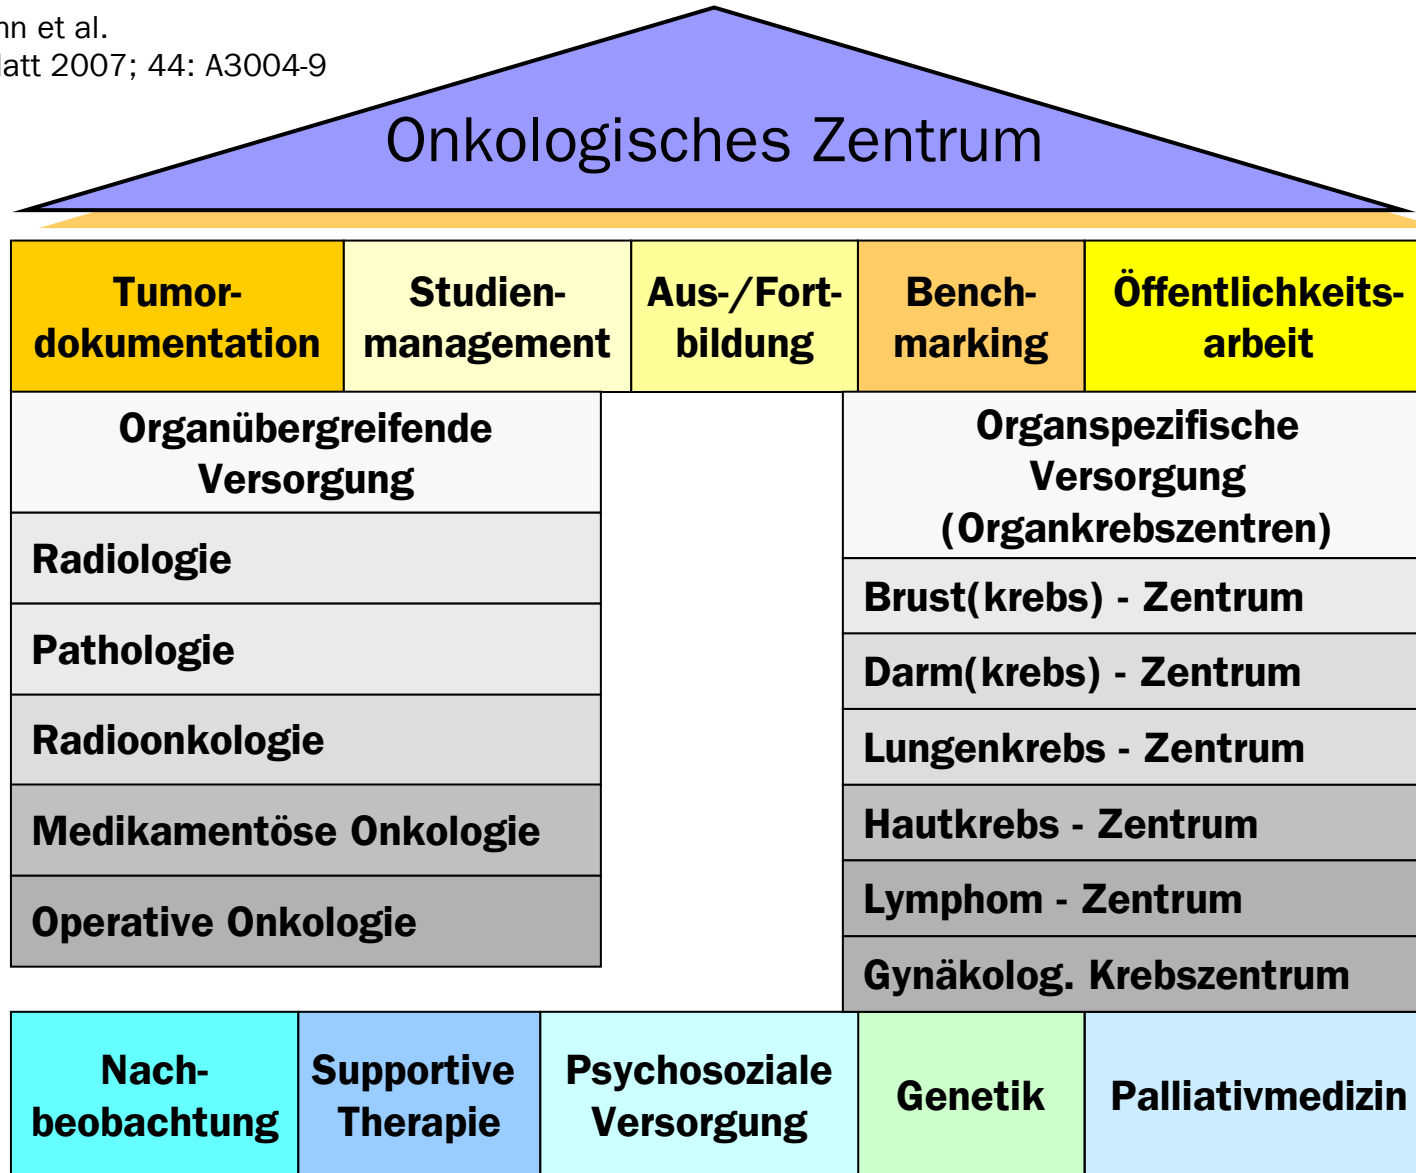 et al.
2007; 44: A3004-9
Onkologisches Zentrum
Tumor-
dokumentation
Studien-
management
Aus-/Fort-
bildung
Bench-
marking
Öffentlichkeits-
arbeit
Organübergreifende
Versorgung
Radiologie
Pathologie
Radioonkologie
Medikamentöse Onkologie
Operative Onkologie
Organspezifische
Versorgung
(Organkrebszentren)
Brust(krebs) - Zentrum
Darm(krebs) - Zentrum
Lungenkrebs - Zentrum
Hautkrebs - Zentrum
Lymphom - Zentrum
Gynäkolog. Krebszentrum
Nach-
beobachtung
Supportive
Therapie
Psychosoziale
Versorgung
Genetik
Palliativmedizin